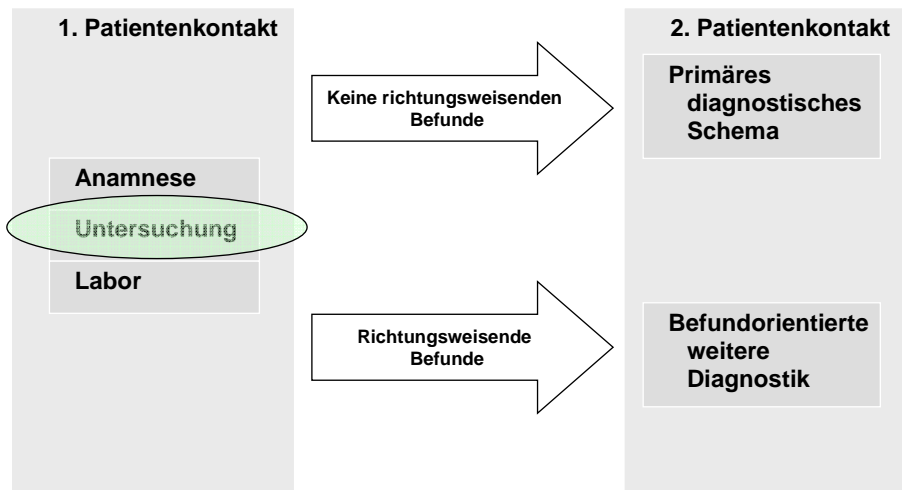 1. Patientenkontakt
Anamnese
Untersuchung
Labor
Keine richtungsweisenden
Befunde
Richtungsweisende
Befunde
2. Patientenkontakt
Primäres
diagnostisches
Schema
Befundorientierte
weitere
Diagnostik